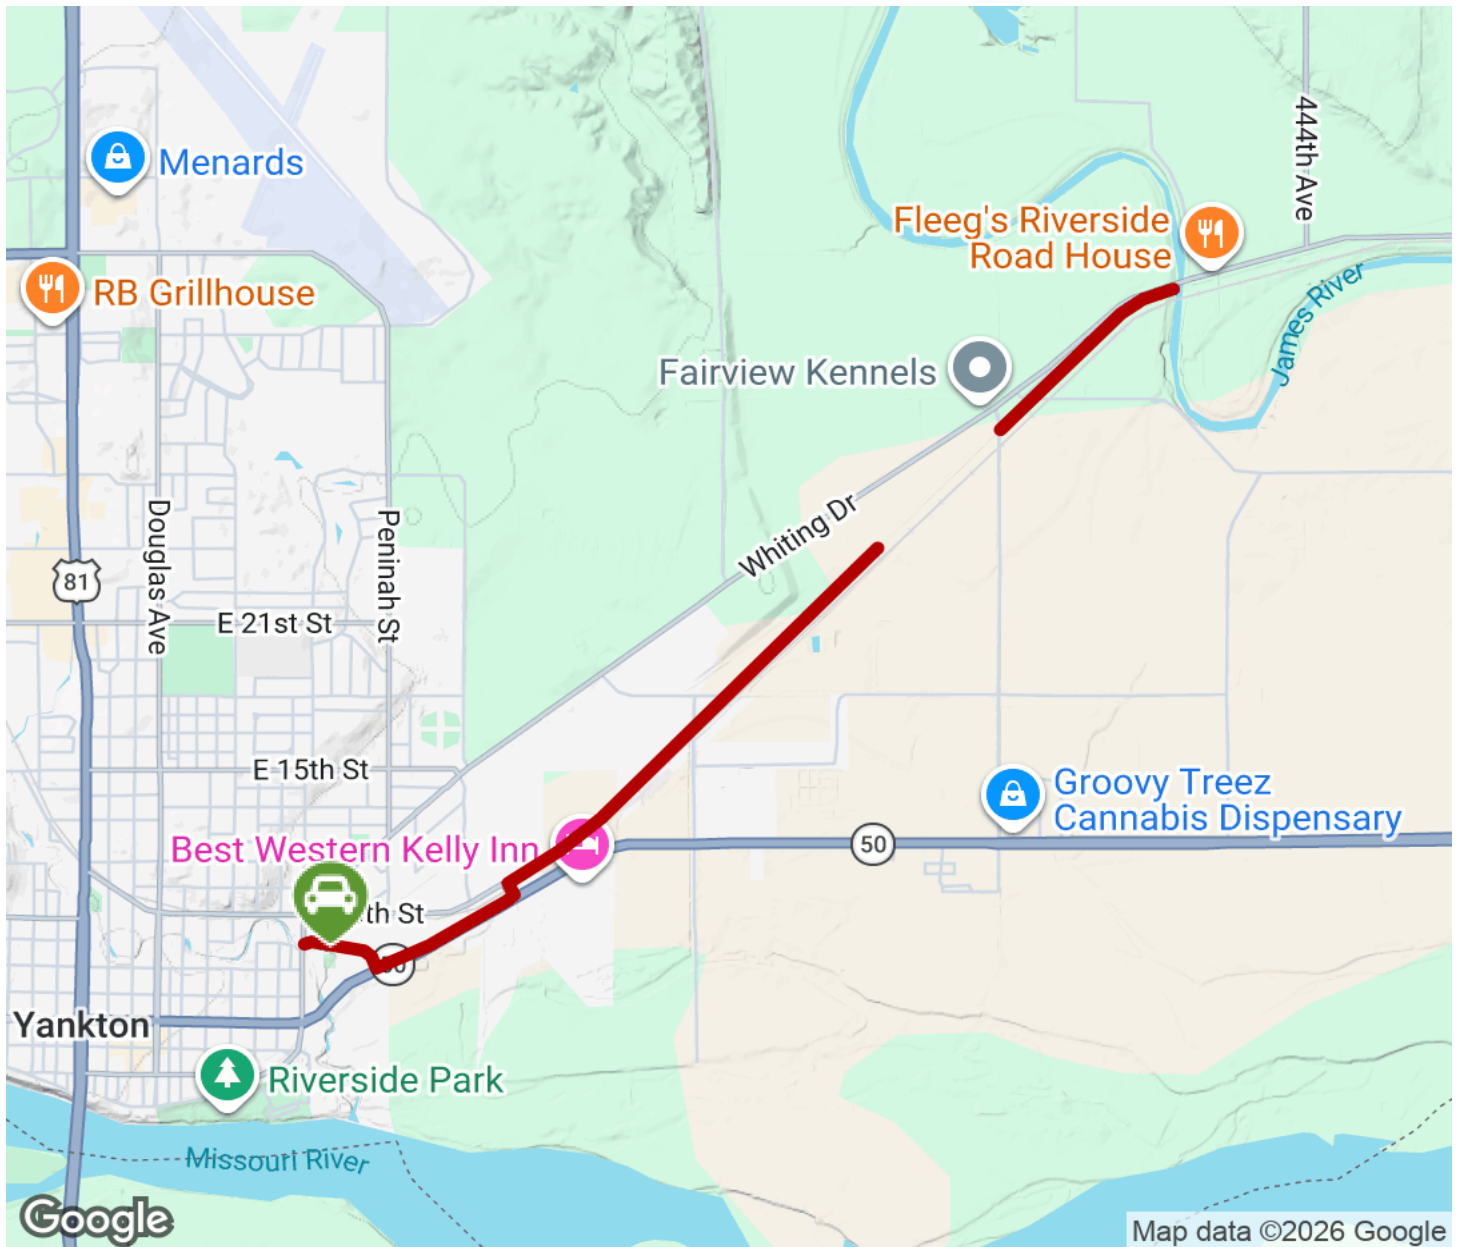 Menards
444th Ave
Fleeg's Riverside
Road House
RB Grillhouse
James River
Fairview Kennels
Whiting Dr
Douglas Ave
Peninah St
81
E 21st St
E 15th St
Groovy Treez
Cannabis Dispensary
Best Western Kelly Inn
50
th St
Yankton
Riverside Park
Missouri River
Google
Map data ©2026 Google